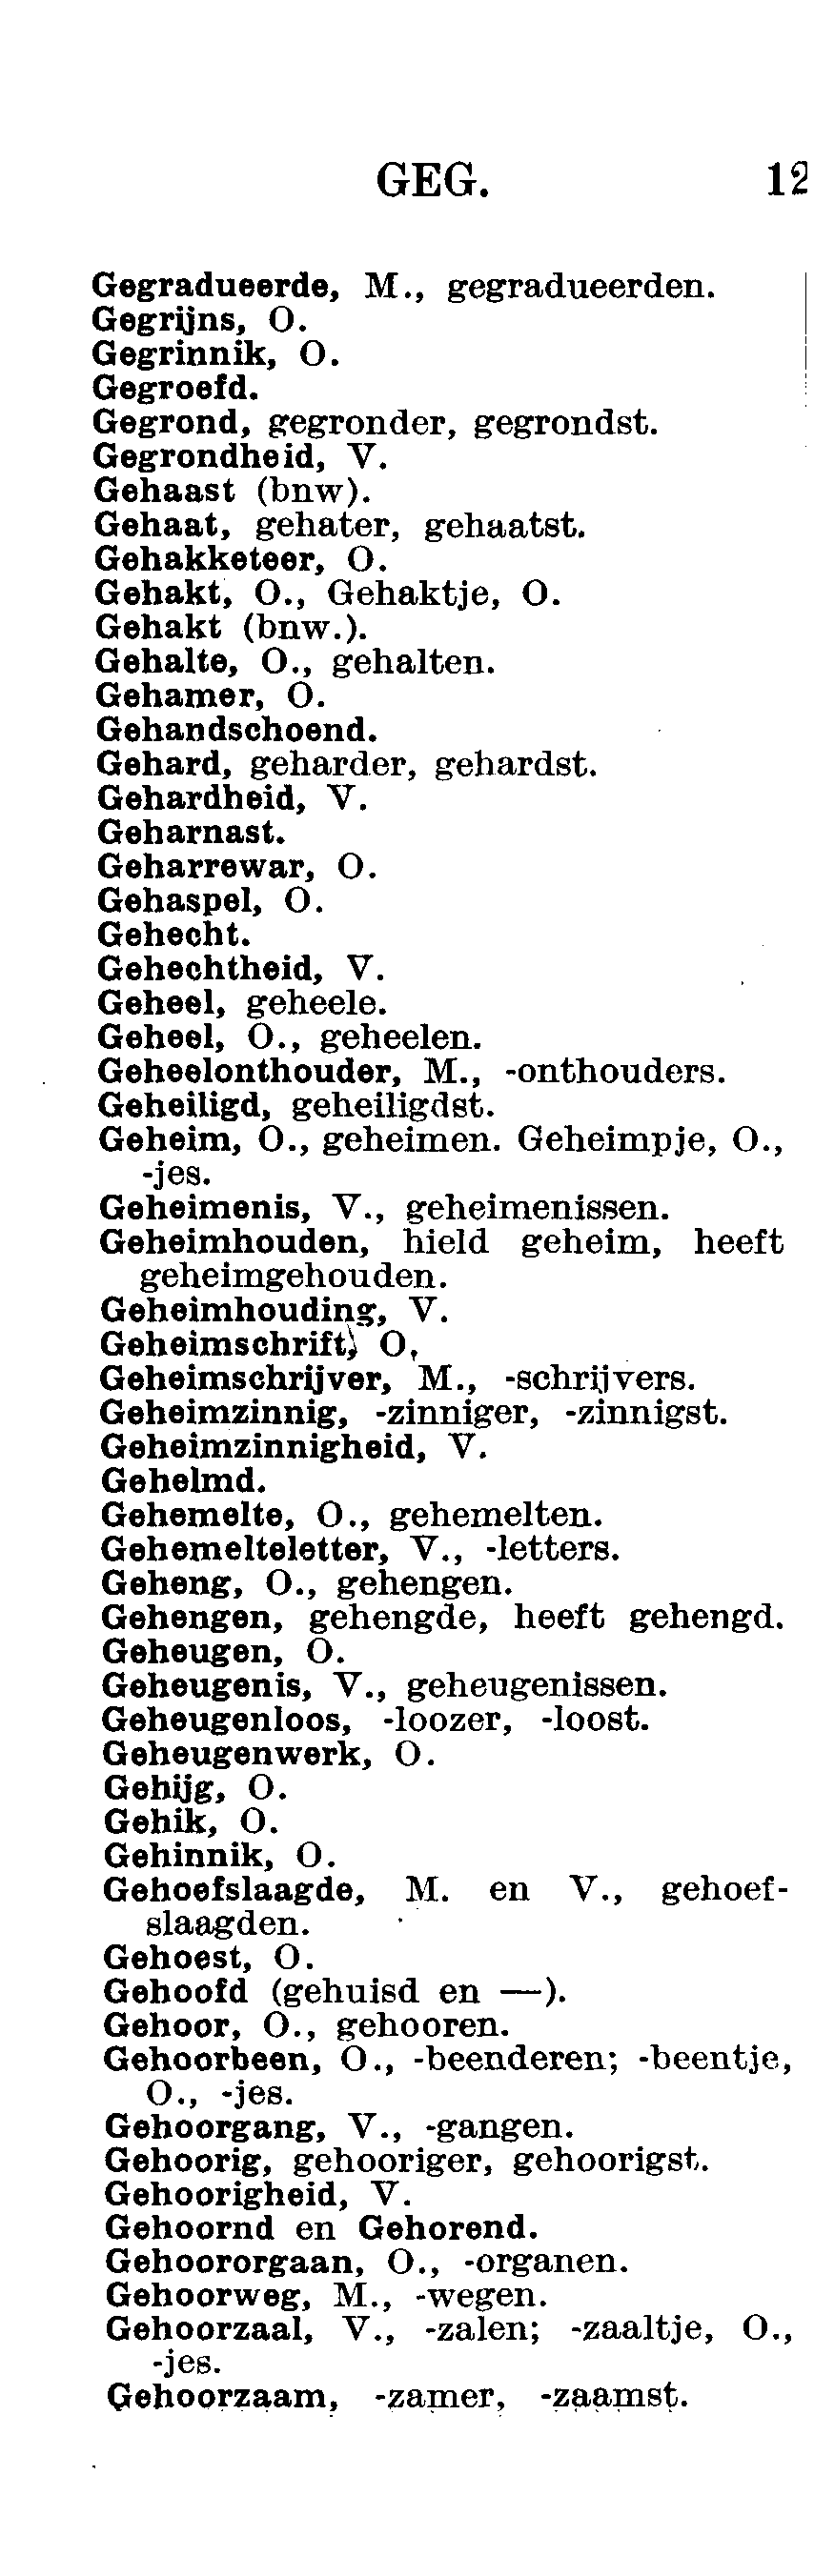 GEG. 12
Gegradueerde, M., gegradueerden.
Gegrijns, O.
Gegrinnik, O.
Gegroefd.
Gegrond, gegronder, gegrondst.
Gegrondheid, V.
Gehaast (bnw).
Gehaat, gehater, gehaatst.
Gehakketeer, O.
Gehakt, O., Gehaktje, O.
Gehakt (bnw.).
Gehalte, O., gehalten.
Gehamer, O.
Gehandschoend.
Gehard, geharder, gehardst.
Gehardheid, V.
Geharnast.
Geharrewar, O.
Gehaspel, O.
Gehecht.
Gehechtheid, V.
Geheel, geheele.
Geheel, O., geheelen.
Geheelonthouder, M., -onthouders.
Geheiligd, geheiligdst.
Geheim, O., geheimen. Geheimpje, O.,
-jes.
Geheimenis, V., geheimenissen.
Geheimhouden, hield geheim, heeft
geheimgehouden.
Geheimhouding, V.
Geheimschrift, O,
Geheimschrijver, M., -schrijvers.
Geheimzinnig, -zinniger, -zinnigst.
Geheimzinnigheid, V.
Gehelmd.
Gehemelte, O., gehemelten.
Gehemelteletter, V., -letters.
Geheng, O., gehengen.
Gehengen, gehengde, heeft gehengd.
Geheugen, O.
Geheugenis, V., geheugenissen.
Geheugenloos, -loozer, -loost.
Geheugenwerk, O.
Gehijg, O.
Gehik, O.
Gehinnik, O.
Gehoefslaagde, M. en V., gehoef-
slaagden.
Gehoest, O.
Gehoofd (gehuisd en —).
Gehoor, O., gehooren.
Gehoorbeen, O., -beenderen; -beentje,
O., -jes.
Gehoorgang, V., -gangen.
Gehoorig, gehooriger, gehoorigst.
Gehoorigheid, V.
Gehoornd en Gehorend.
Gehoororgaan, O., -organen.
Gehoorweg, M., -wegen.
Gehoorzaal, V., -zalen; -zaaltje, O.,
-jes.
Gehoorzaam, -zamer, -zaamst.